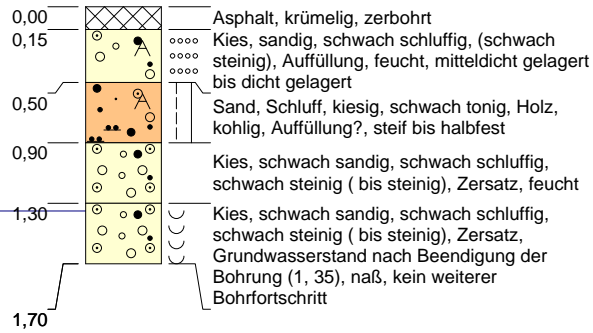 0,00
Asphalt, krümelig, zerbohrt
0,15
Kies, sandig, schwach schluffig, (schwach
steinig), Auffüllung, feucht, mitteldicht gelagert
bis dicht gelagert
A
0,50
Sand, Schluff, kiesig, schwach tonig, Holz,
kohlig, Auffüllung?, steif bis halbfest
A
0,90
Kies, schwach sandig, schwach schluffig,
schwach steinig ( bis steinig), Zersatz, feucht
1,30
Kies, schwach sandig, schwach schluffig,
schwach steinig ( bis steinig), Zersatz,
Grundwasserstand nach Beendigung der
Bohrung (1, 35), naß, kein weiterer
Bohrfortschritt
1,70